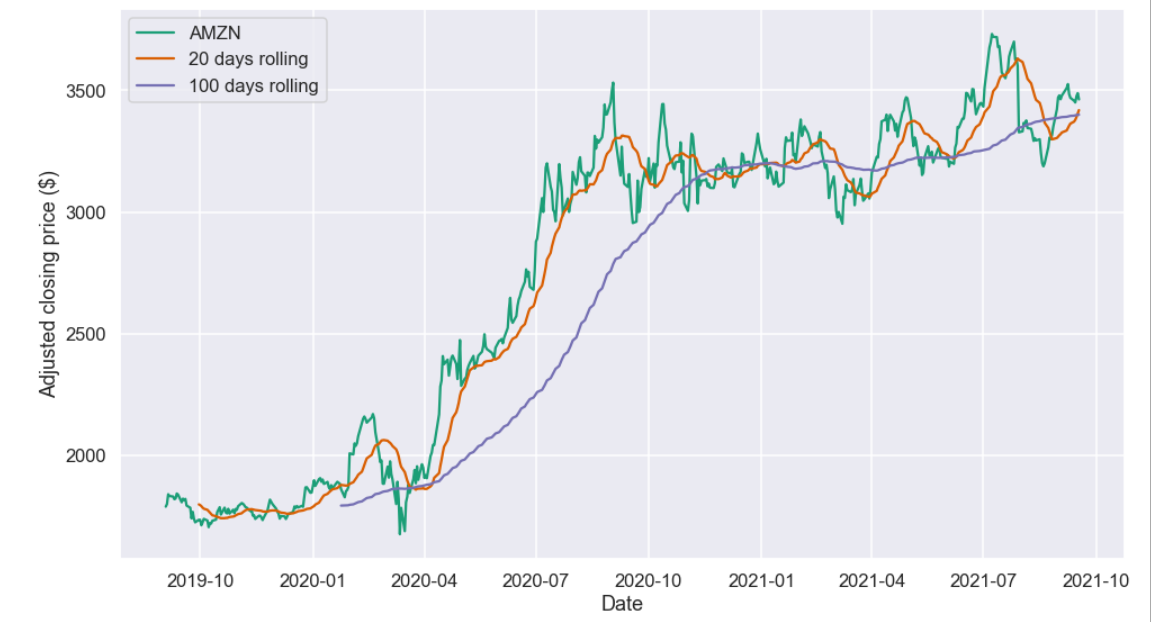 AMZN
20 days rolling
100 days rolling
Adjusted closing price ($)
3500
3000
2500
2000
2019-10 2020-01 2020-04 2020-07 2020-10 2021-01 2021-04 2021-07 2021-10
Date